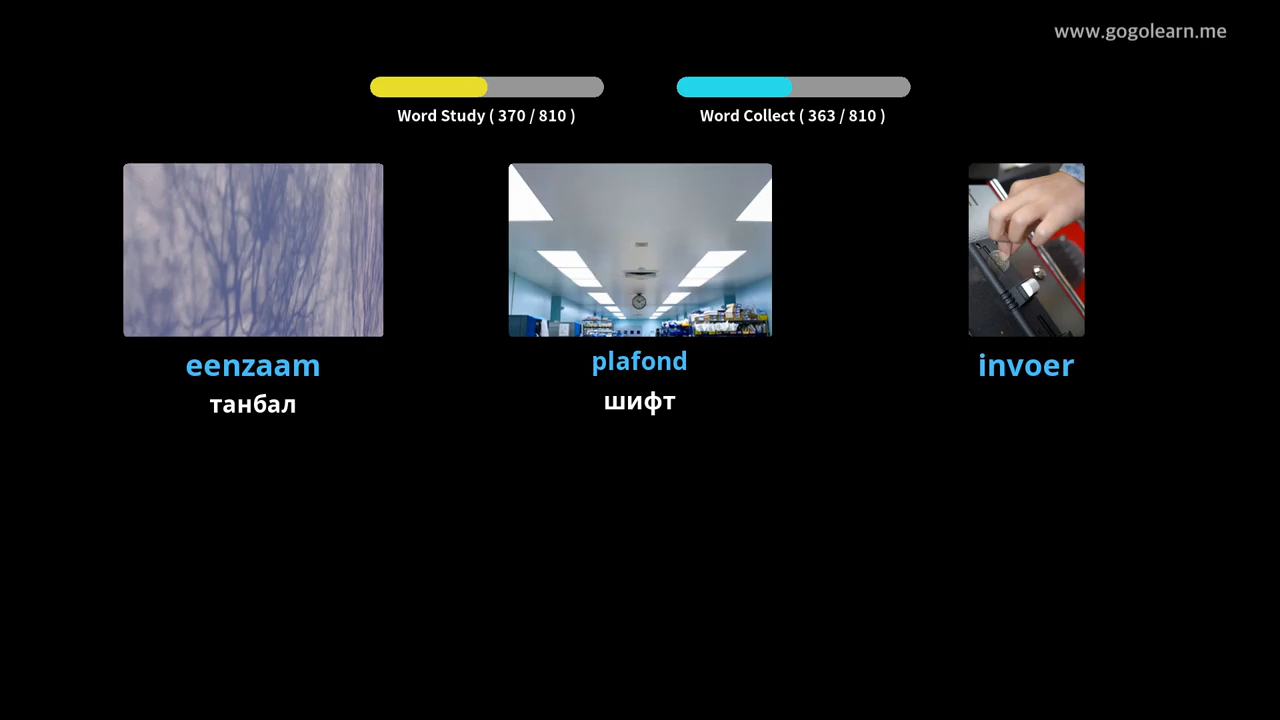 www.gogolearn.me
Word Study ( 370 / 810 )
Word Collect ( 363 / 810 )
eenzaam
танбал
plafond
шифт
invoer